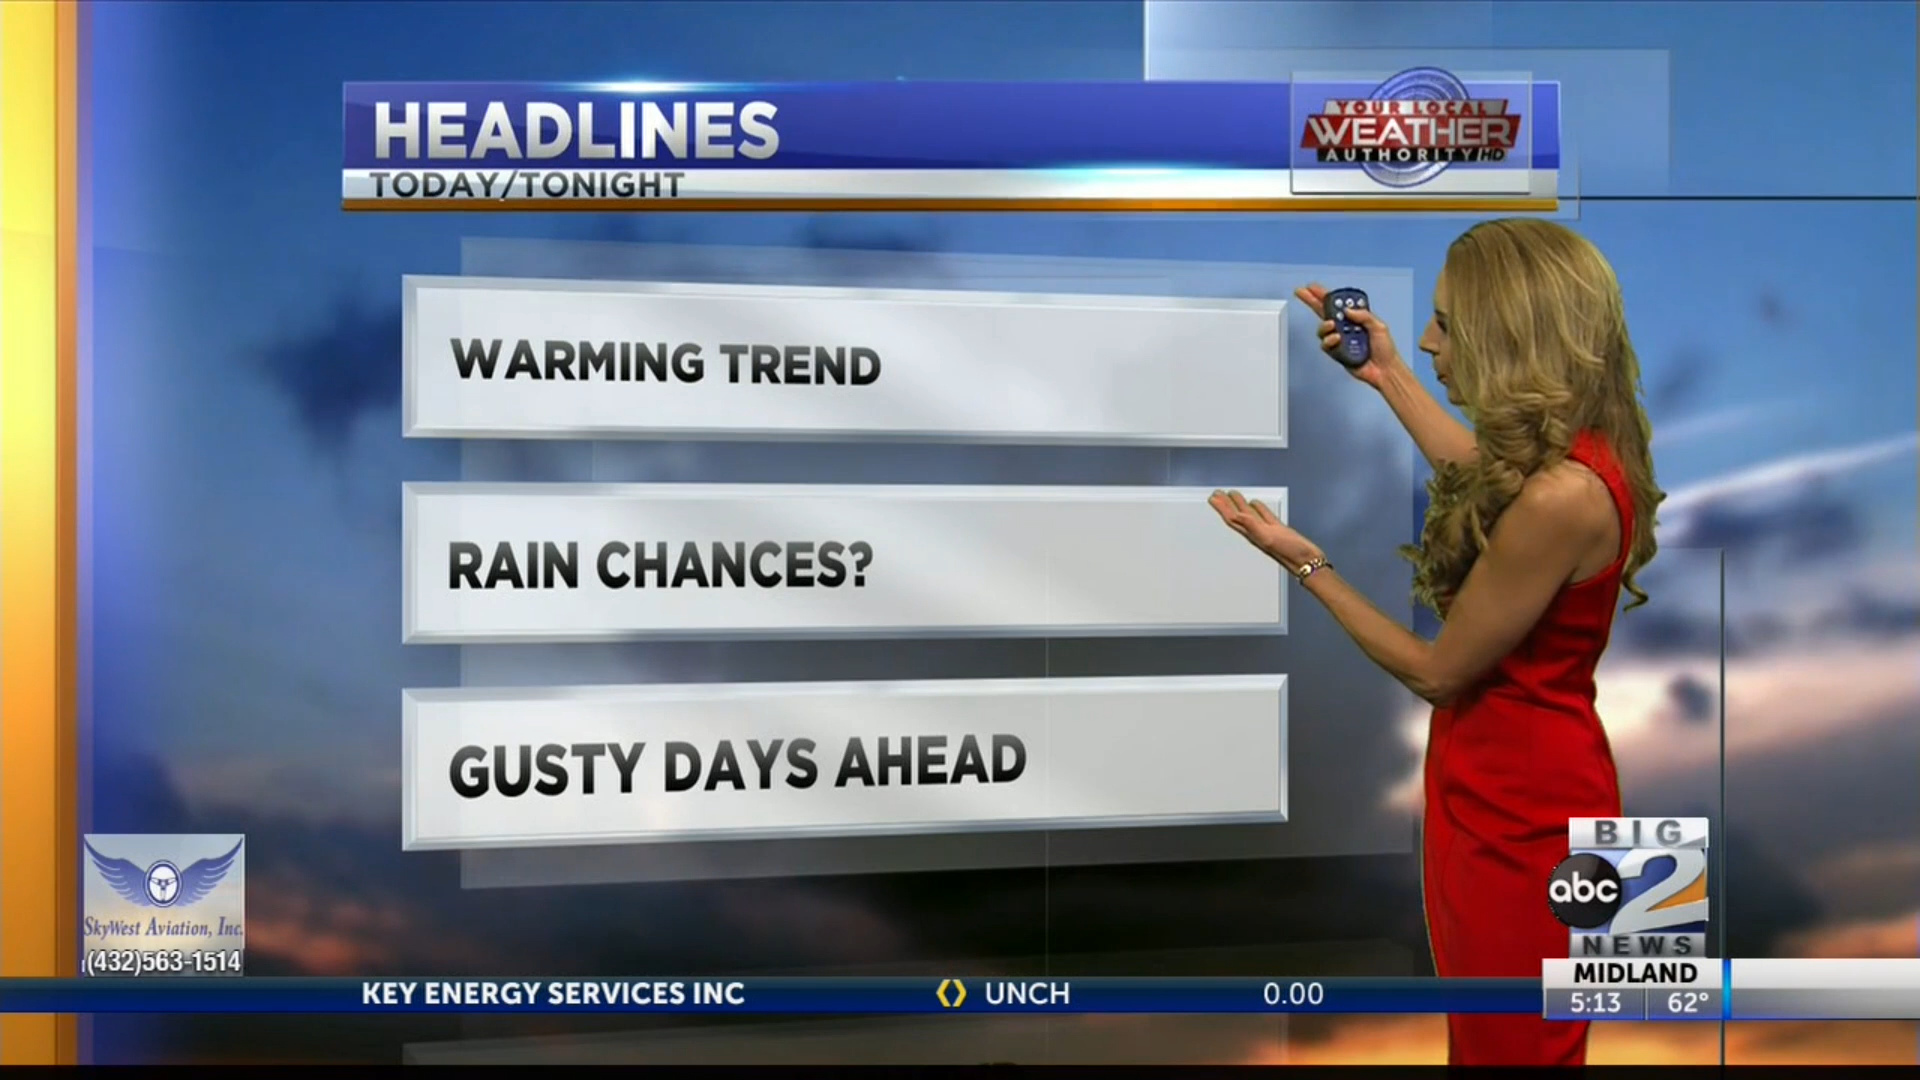 HEADLINES
TODAY/TONIGHT
YOUR LOCAL
WEATHER
AUTHORITY HD
WARMING TREND
RAIN CHANCES?
GUSTY DAYS AHEAD
SkyWest Aviation, Inc.
(432)563-1514
BIG
abc 2
NEWS
KEY ENERGY SERVICES INC UNCH 0.00
MIDLAND
5:13 62°